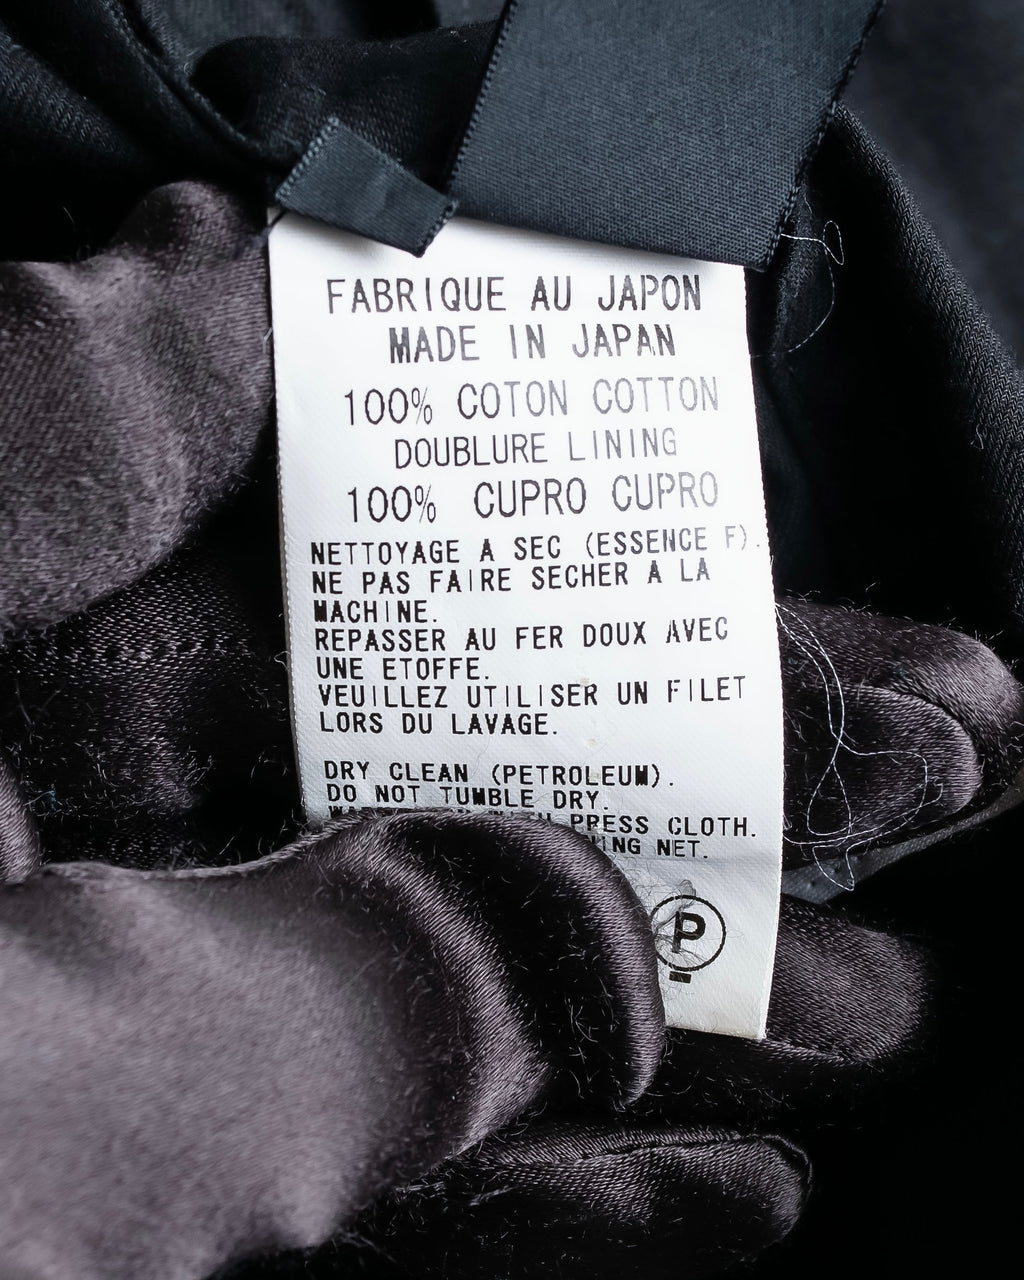 FABRIQUE AU JAPON
MADE IN JAPAN
100% COTON COTTON
DOUBLURE LINING
100% CUPRO CUPRO
NETTOYAGE A SEC (ESSENCE F).
NE PAS FAIRE SECHER A LA
MACHINE.
REPASSER AU FER DOUX AVEC
UNE ETOFFE.
VEUILLEZ UTILISER UN FILET
LORS DU LAVAGE.
DRY CLEAN (PETROLEUM).
DO NOT TUMBLE DRY.
WITH PRESS CLOTH.
NET.
P